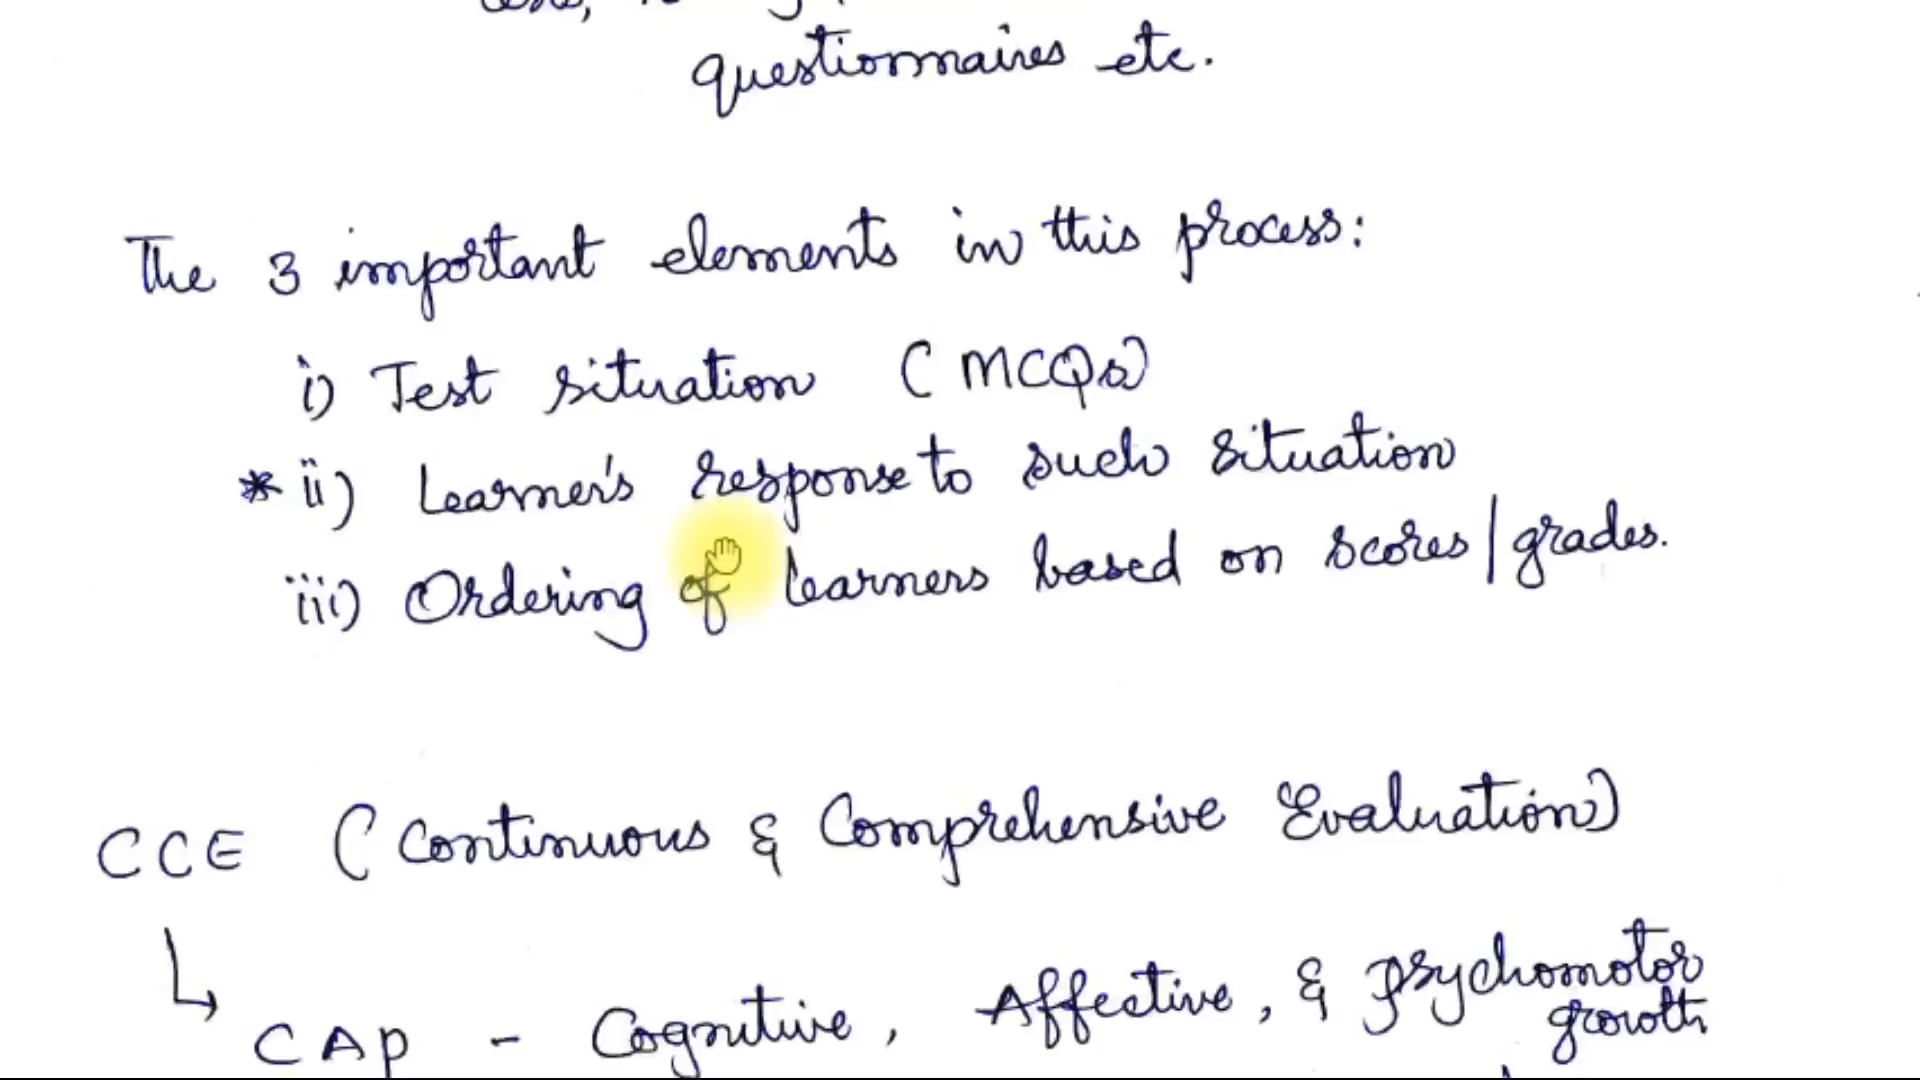 questionnaires etc.
The 3 important elements in this process:
i) Test situation (MCQs)
* ii) Learner's response to such situation
iii) Ordering of learners based on scores/grades.
CCE (Continuous & Comprehensive Evaluation)
↳ CAP - Cognitive, Affective, & psychomotor
growth